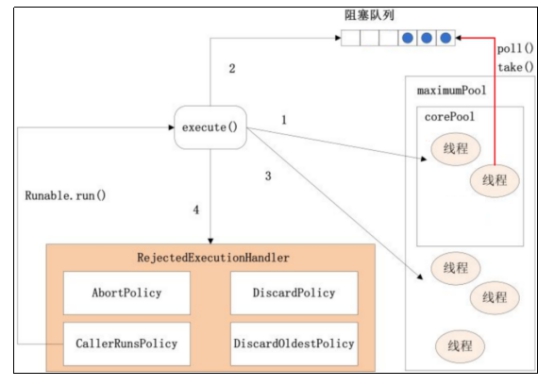 阻塞队列
poll()
take()
2
maximumPool
corePool
execute()
1
线程
线程
3
Runable.run()
4
RejectedExecutionHandler
线程
线程
AbortPolicy
DiscardPolicy
CallerRunsPolicy
DiscardOldestPolicy
线程